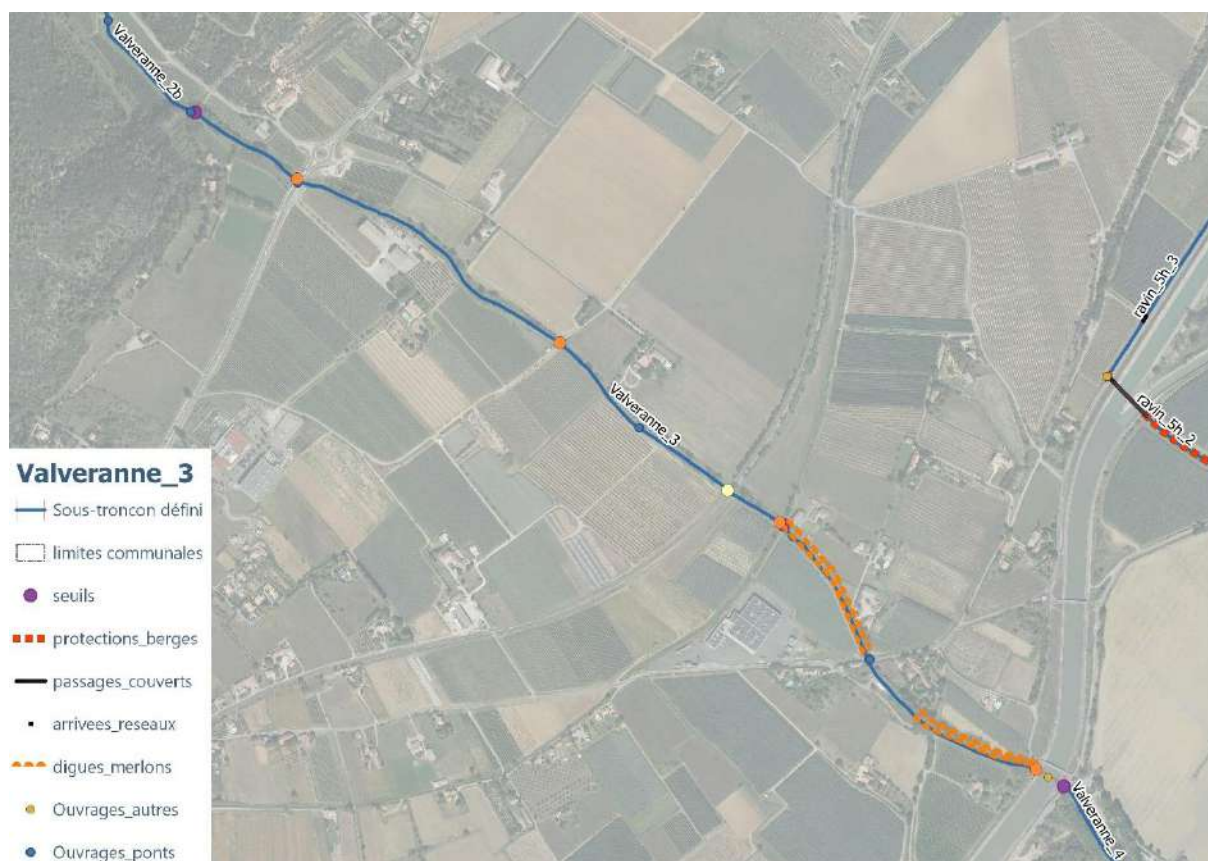 Valveranne_2b
ravin_5h_3
ravin_5h_2
Valveranne_3
Valveranne_4
Valveranne_3
Sous-troncon défini
limites communales
seuils
protections_berges
passages_couverts
arrivees_reseaux
digues_merlons
Ouvrages_autres
Ouvrages_ponts